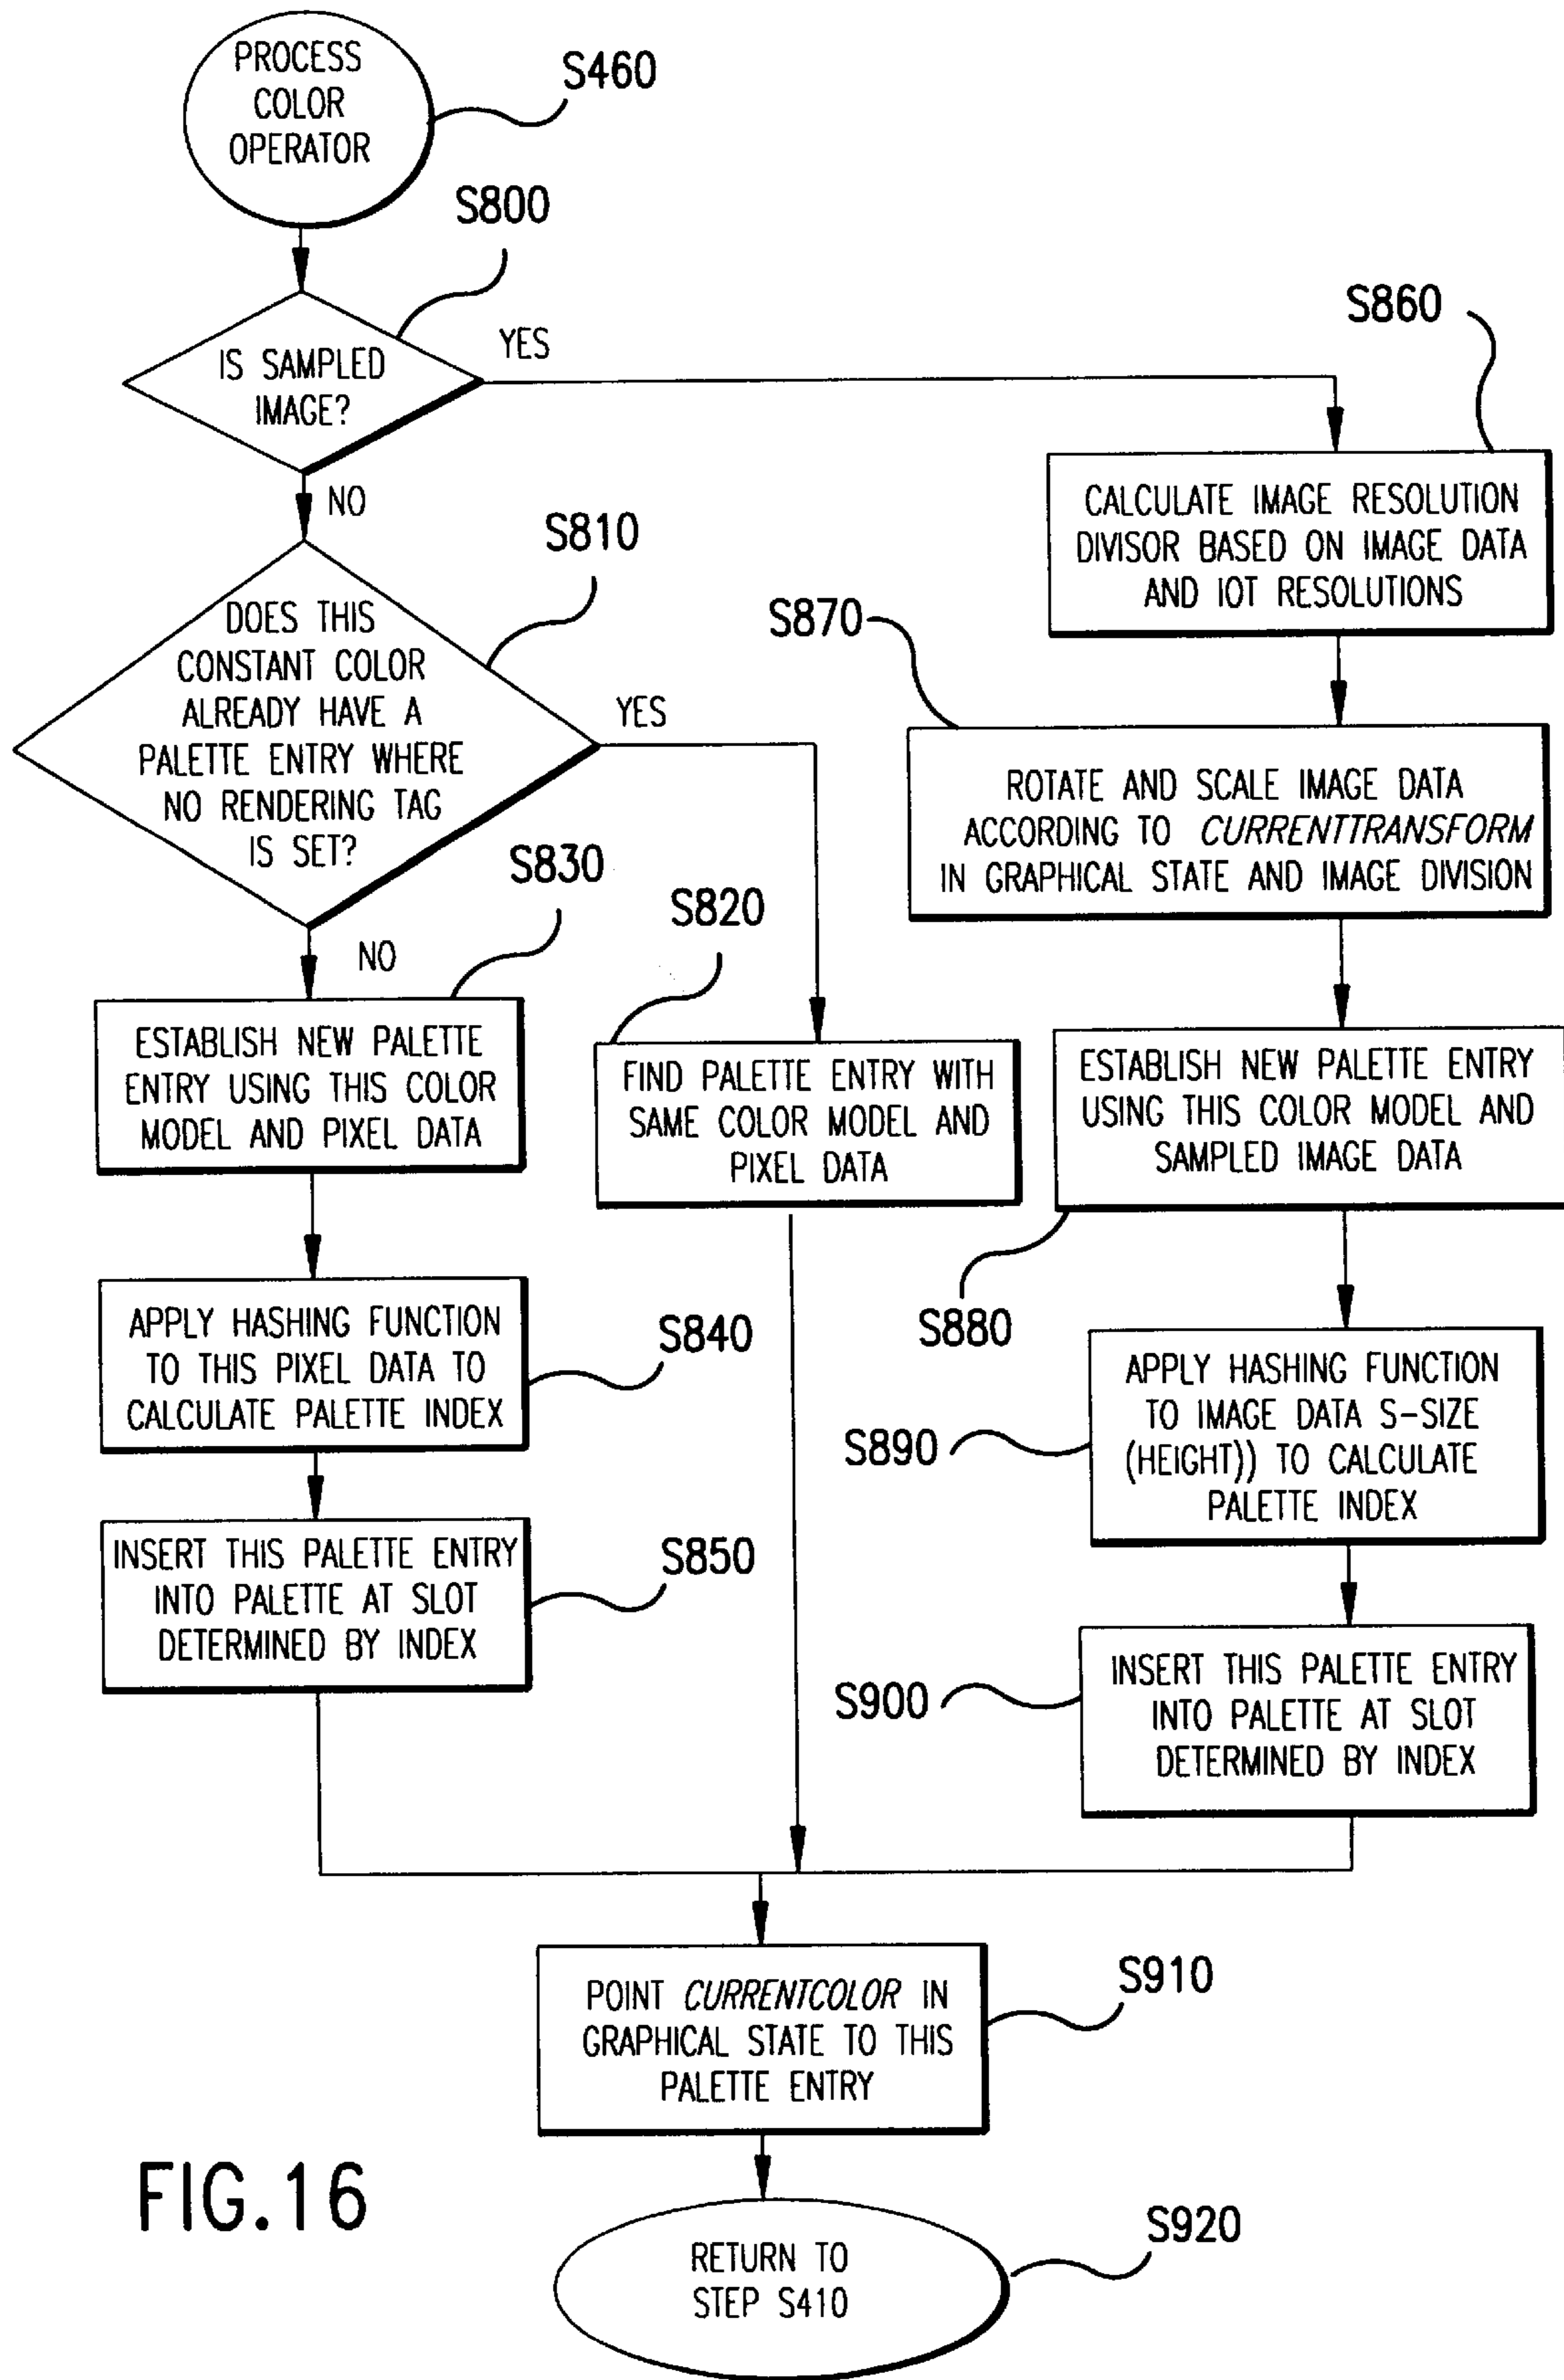 PROCESS
COLOR
OPERATOR
S460
S800
IS SAMPLED
IMAGE?
YES
NO
S860
CALCULATE IMAGE RESOLUTION
DIVISOR BASED ON IMAGE DATA
AND IOT RESOLUTIONS
S810
DOES THIS
CONSTANT COLOR
ALREADY HAVE A
PALETTE ENTRY WHERE
NO RENDERING TAG
IS SET?
YES
NO
S870
ROTATE AND SCALE IMAGE DATA
ACCORDING TO CURRENTTRANSFORM
IN GRAPHICAL STATE AND IMAGE DIVISION
S830
ESTABLISH NEW PALETTE
ENTRY USING THIS COLOR
MODEL AND PIXEL DATA
S820
FIND PALETTE ENTRY WITH
SAME COLOR MODEL AND
PIXEL DATA
ESTABLISH NEW PALETTE ENTRY
USING THIS COLOR MODEL AND
SAMPLED IMAGE DATA
S880
APPLY HASHING FUNCTION
TO THIS PIXEL DATA TO
CALCULATE PALETTE INDEX
S840
APPLY HASHING FUNCTION
TO IMAGE DATA S-SIZE
(HEIGHT)) TO CALCULATE
PALETTE INDEX
S890
INSERT THIS PALETTE ENTRY
INTO PALETTE AT SLOT
DETERMINED BY INDEX
S850
INSERT THIS PALETTE ENTRY
INTO PALETTE AT SLOT
DETERMINED BY INDEX
S900
POINT CURRENTCOLOR IN
GRAPHICAL STATE TO THIS
PALETTE ENTRY
S910
RETURN TO
STEP S410
S920
FIG.16